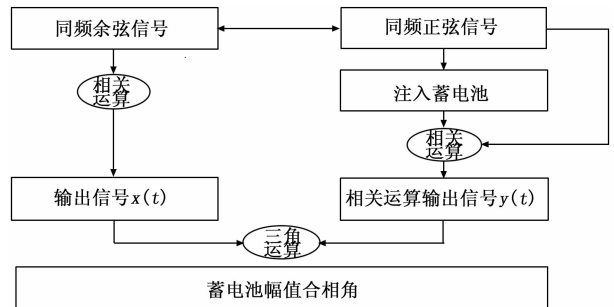 同频余弦信号
同频正弦信号
相关
运算
注入蓄电池
相关
运算
输出信号x(t)
相关运算输出信号y(t)
三角
运算
蓄电池幅值合相角